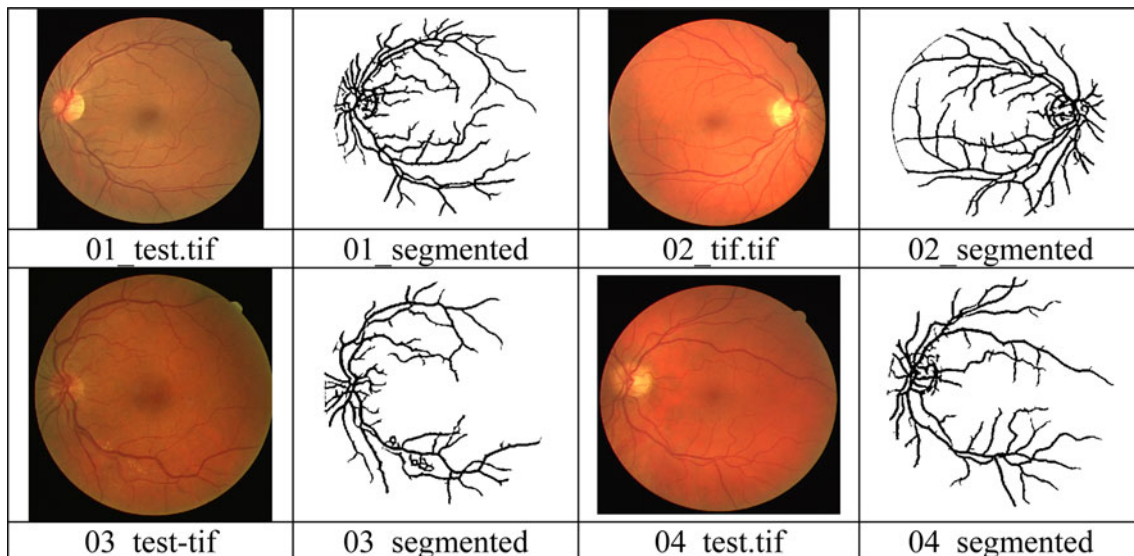 01_test.tif
01_segmented
02_tif.tif
02_segmented
03_test-tif
03_segmented
04_test.tif
04_segmented